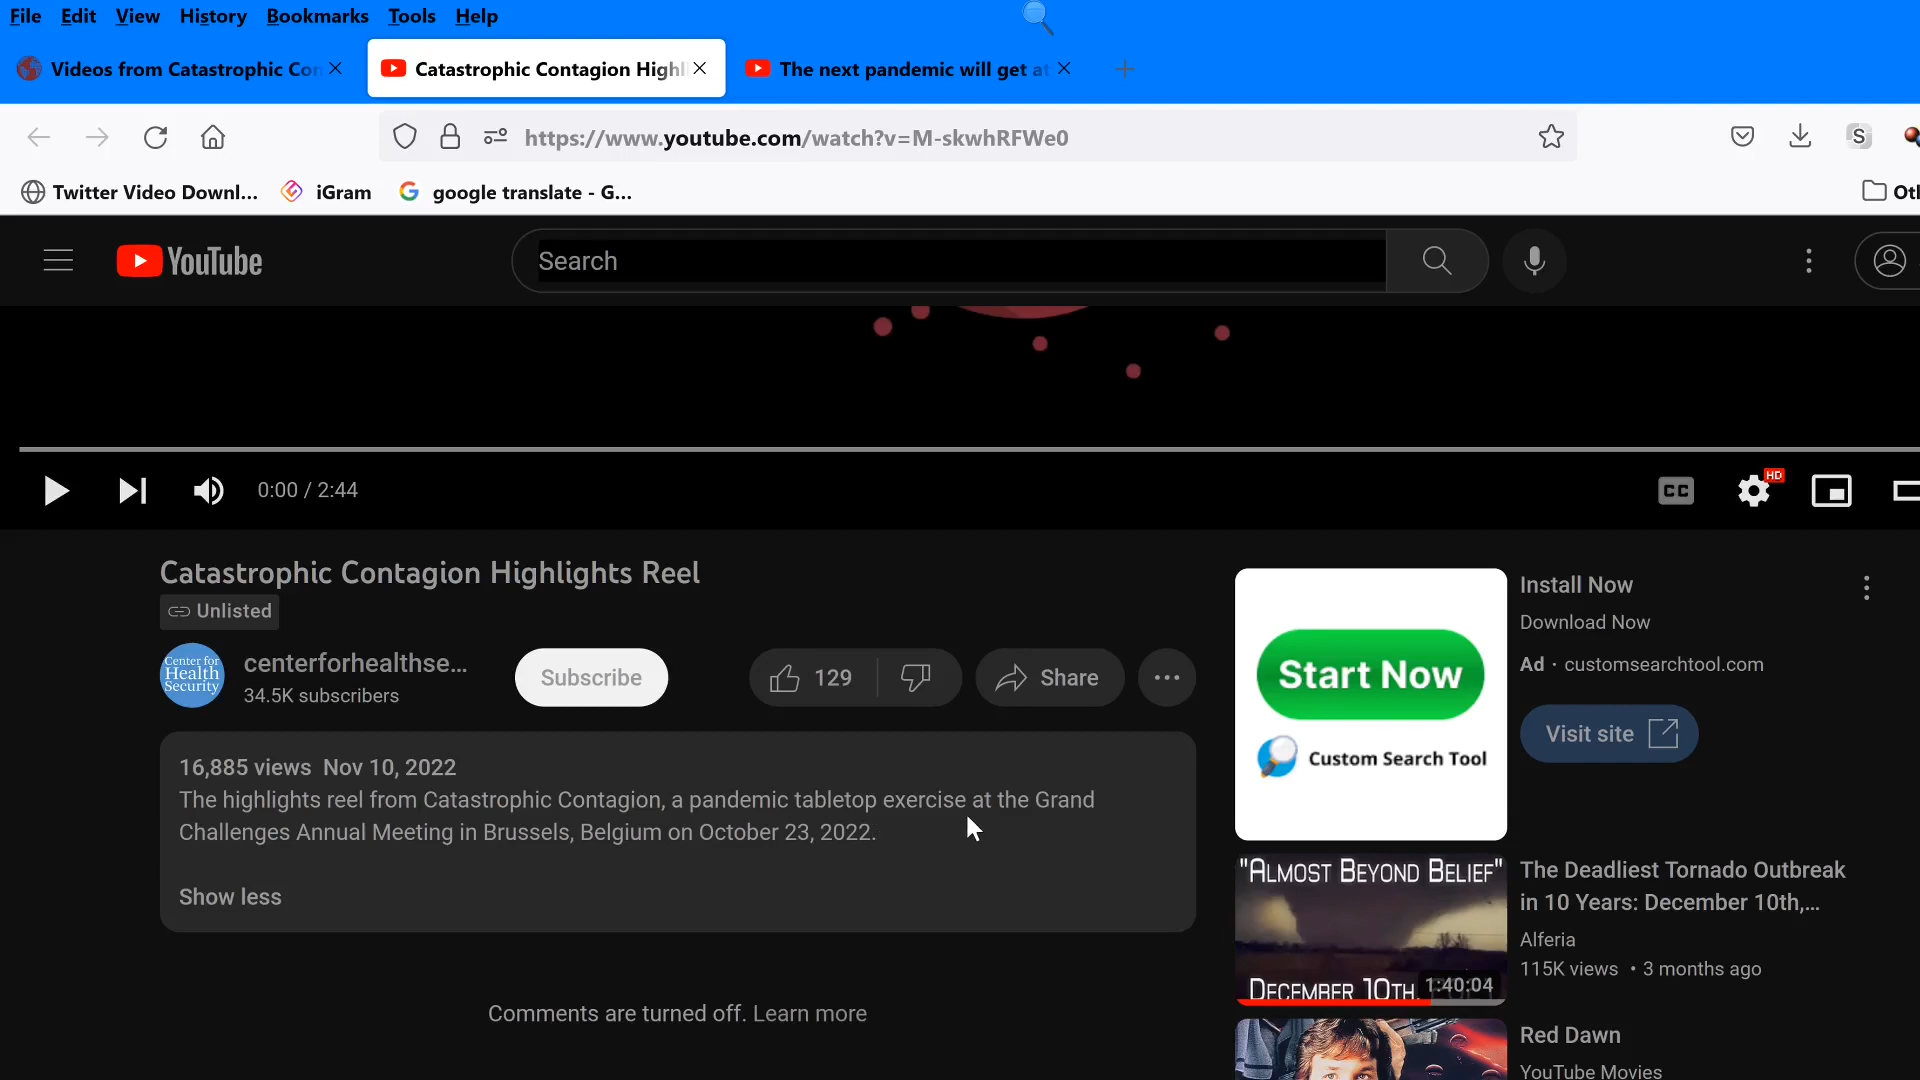 File Edit View History Bookmarks Tools Help
Videos from Catastrophic Con
Catastrophic Contagion Highl
The next pandemic will get at
https://www.youtube.com/watch?v=M-skwhRFWe0
S
Twitter Video Downl...
iGram
google translate - G...
Otl
YouTube
Search
0:00 / 2:44
CC
HD
Catastrophic Contagion Highlights Reel
Unlisted
Center for
Health
Security
centerforhealthse...
34.5K subscribers
Subscribe
129
Share
16,885 views Nov 10, 2022
The highlights reel from Catastrophic Contagion, a pandemic tabletop exercise at the Grand
Challenges Annual Meeting in Brussels, Belgium on October 23, 2022.
Show less
Comments are turned off. Learn more
Start Now
Custom Search Tool
Install Now
Download Now
Ad · customsearchtool.com
Visit site
"ALMOST BEYOND BELIEF"
DECEMBER 10TH,
1:40:04
The Deadliest Tornado Outbreak
in 10 Years: December 10th,...
Alferia
115K views • 3 months ago
Red Dawn
YouTube Movies